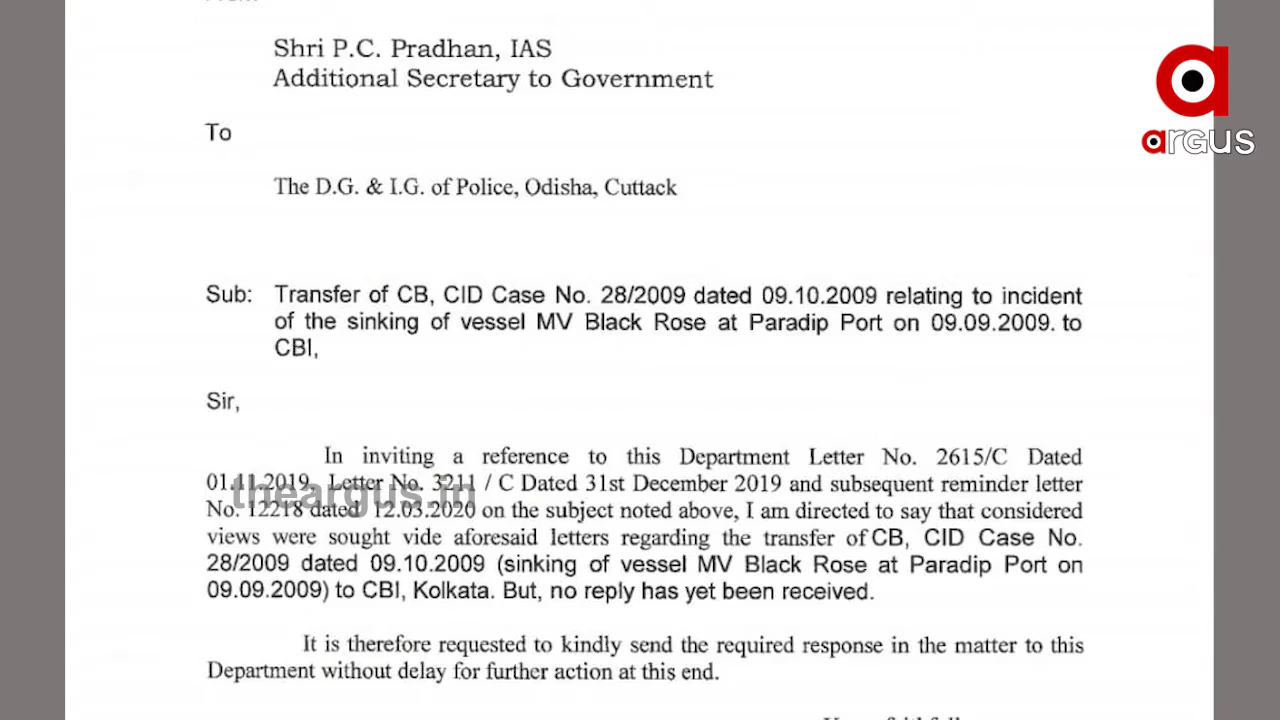 Shri P.C. Pradhan, IAS
Additional Secretary to Government
argus
To
The D.G. & I.G. of Police, Odisha, Cuttack
Sub: Transfer of CB, CID Case No. 28/2009 dated 09.10.2009 relating to incident
of the sinking of vessel MV Black Rose at Paradip Port on 09.09.2009. to
CBI,
Sir,
In inviting a reference to this Department Letter No. 2615/C Dated
01.11.2019, Letter No. 3211 / C Dated 31st December 2019 and subsequent reminder letter
theargus.in
No. 12218 dated 12.03.2020 on the subject noted above, I am directed to say that considered
views were sought vide aforesaid letters regarding the transfer of CB, CID Case No.
28/2009 dated 09.10.2009 (sinking of vessel MV Black Rose at Paradip Port on
09.09.2009) to CBI, Kolkata. But, no reply has yet been received.
It is therefore requested to kindly send the required response in the matter to this
Department without delay for further action at this end.